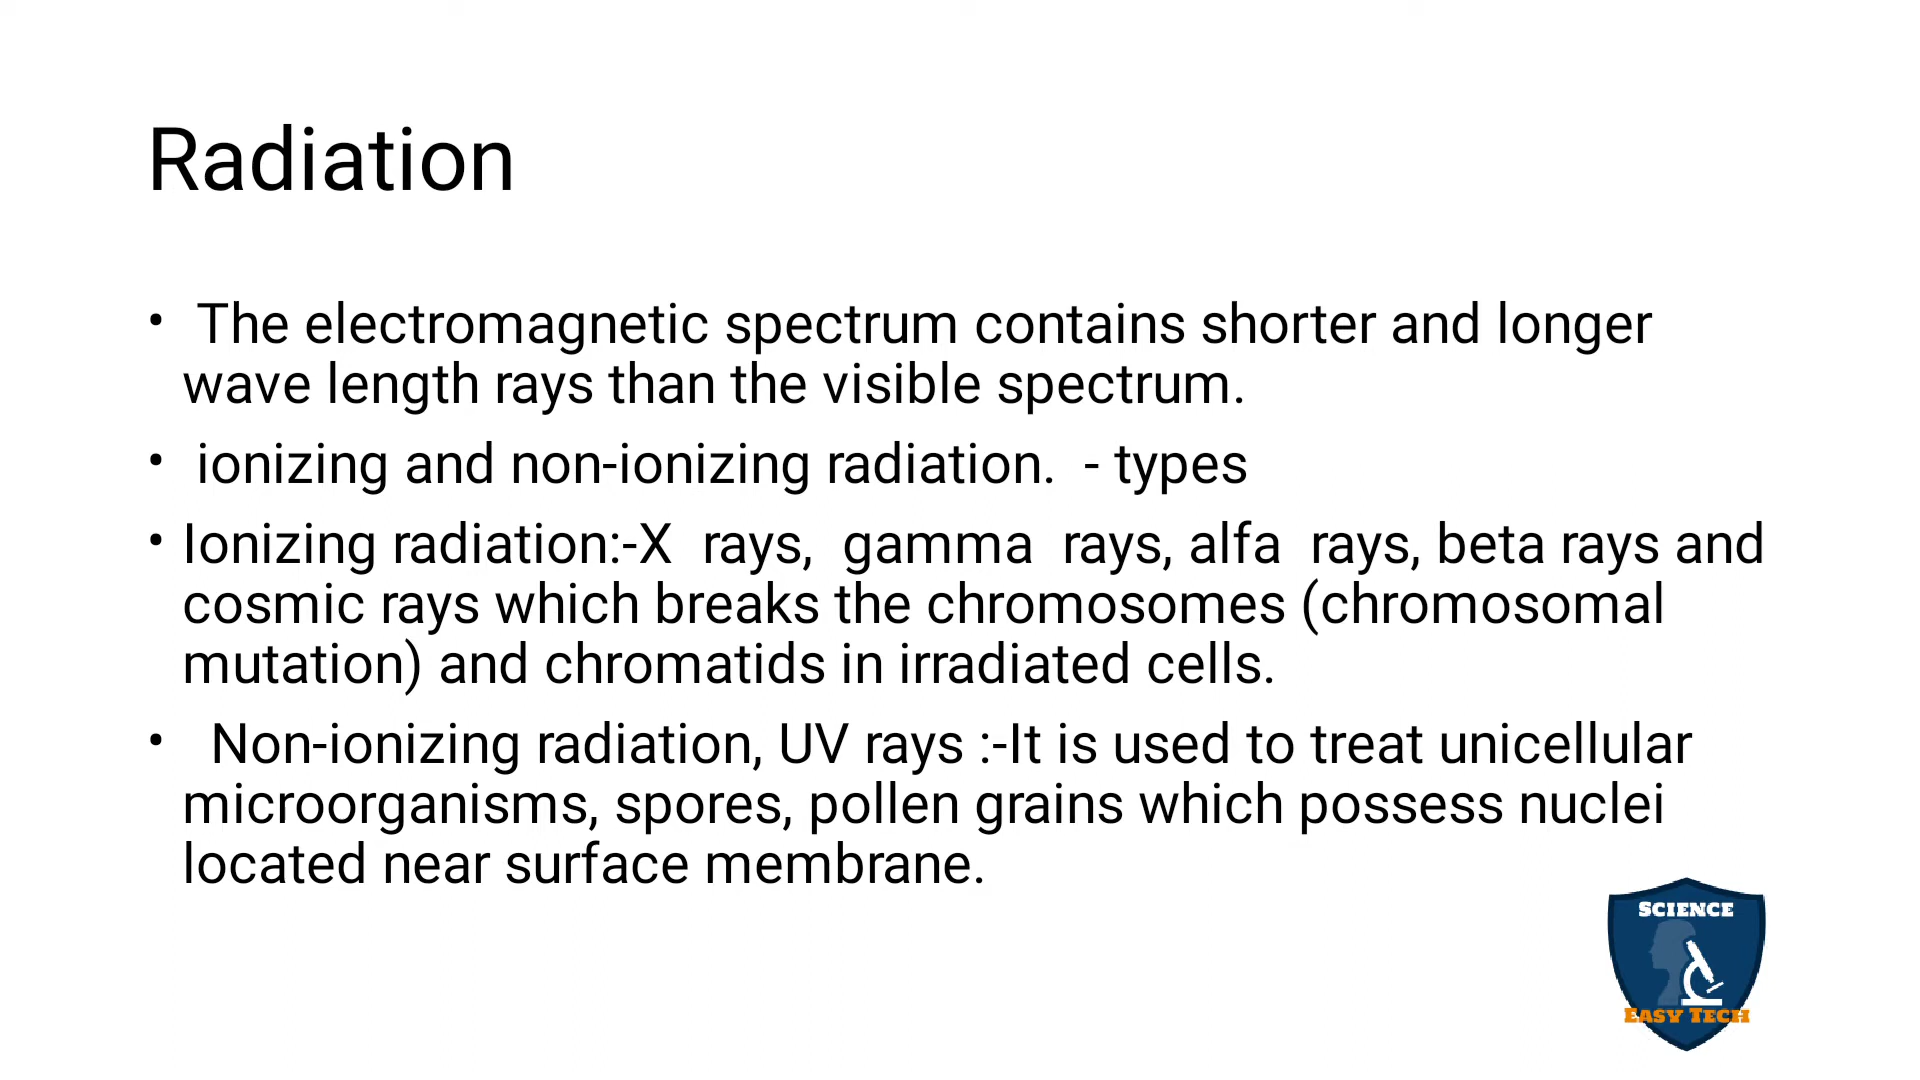 Radiation
• The electromagnetic spectrum contains shorter and longer
wave length rays than the visible spectrum.
• ionizing and non-ionizing radiation.  - types
• Ionizing radiation:-X  rays,  gamma  rays, alfa  rays, beta rays and
cosmic rays which breaks the chromosomes (chromosomal
mutation) and chromatids in irradiated cells.
•  Non-ionizing radiation, UV rays :-It is used to treat unicellular
microorganisms, spores, pollen grains which possess nuclei
located near surface membrane.
SCIENCE
EASY TECH